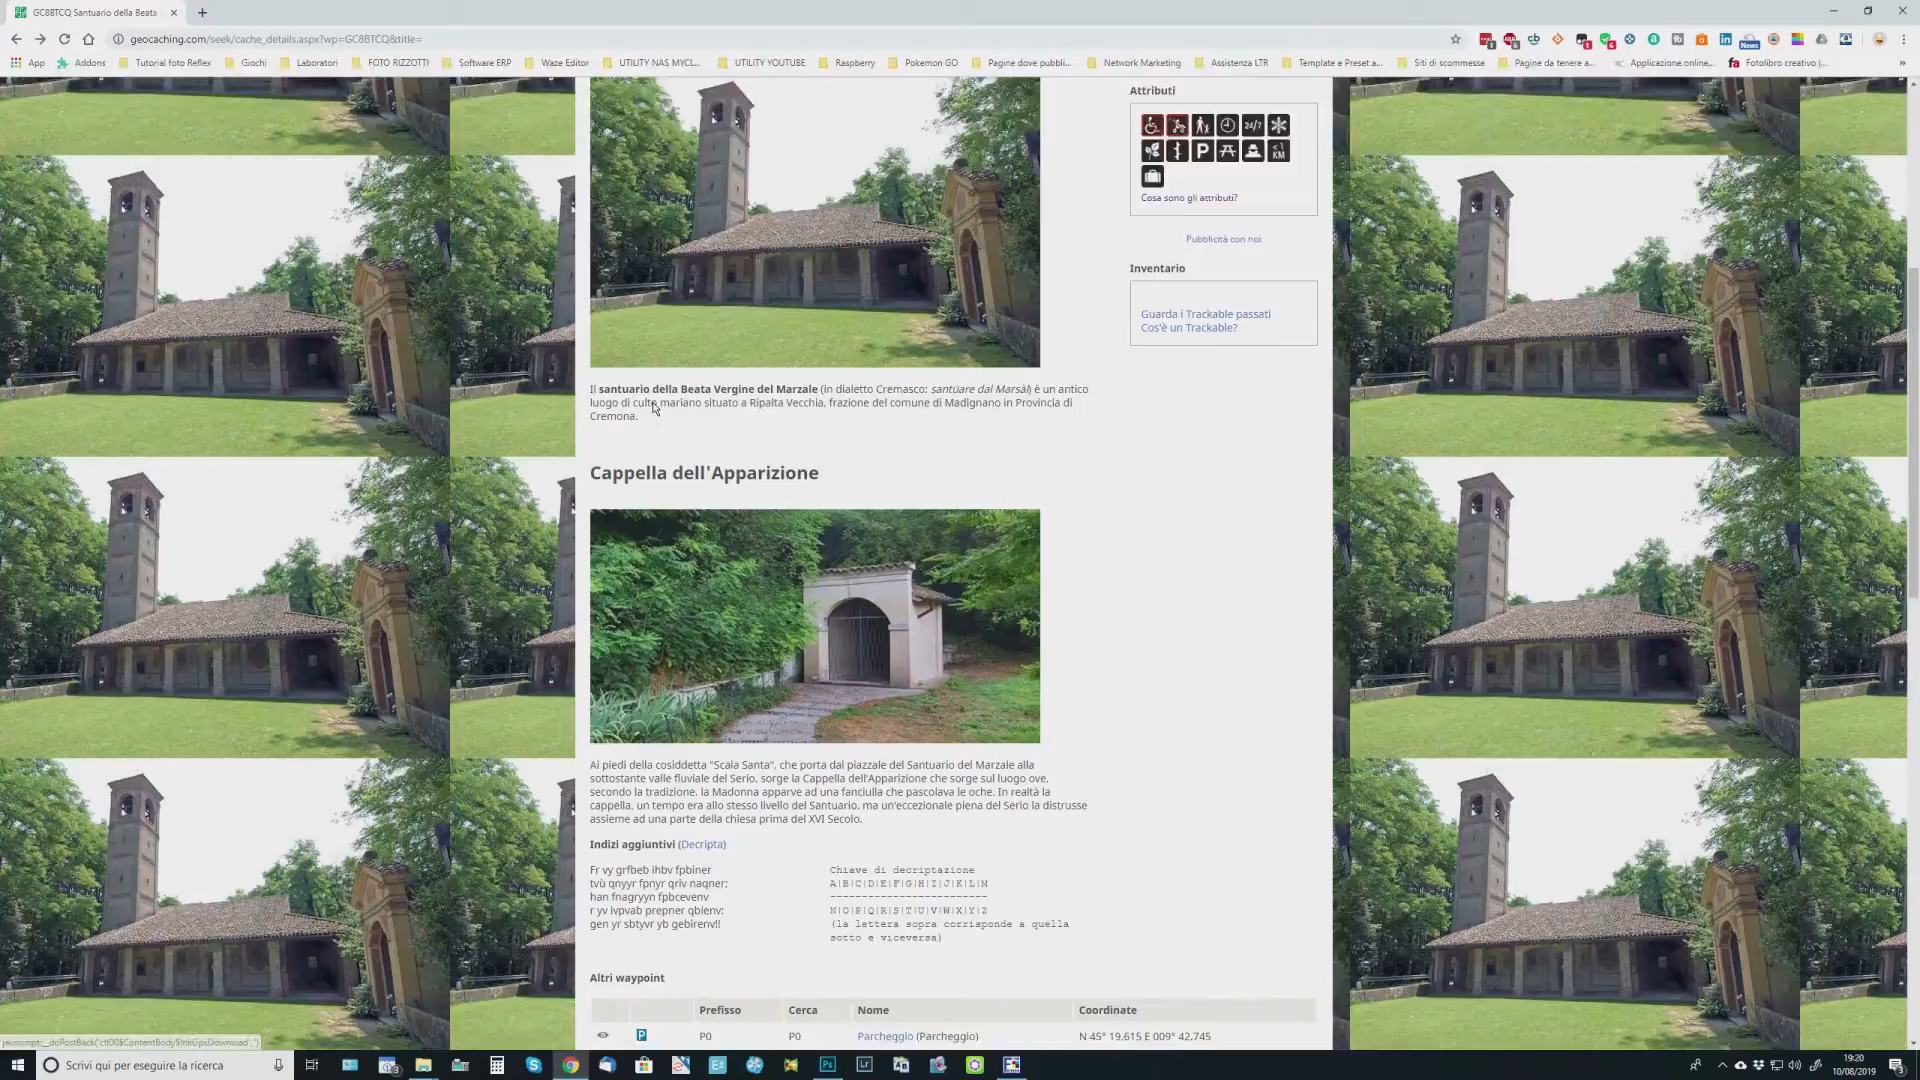 GC8BTCQ Santuario della Beata
geocaching.com/seek/cache_details.aspx?wp=GC8BTCQ&title=
App
Addons
Tutorial foto Reflex
Giochi
Laboratori
FOTO RIZZOTTI
Software ERP
Waze Editor
UTILITY NAS MYCL...
UTILITY YOUTUBE
Raspberry
Pokemon GO
Pagine dove pubbli...
Network Marketing
Assistenza LTR
Template e Preset a...
Siti di scommesse
Pagine da tenere a...
Applicazione online...
Fotolibro creativo |...
Attributi
24/7
P
<1 KM
Cosa sono gli attributi?
Pubblicità con noi
Inventario
Guarda i Trackable passati
Cos'è un Trackable?
Il santuario della Beata Vergine del Marzale (in dialetto Cremasco: santüare dal Marsàl) è un antico
luogo di culto mariano situato a Ripalta Vecchia, frazione del comune di Madignano in Provincia di
Cremona.
Cappella dell'Apparizione
Ai piedi della cosiddetta "Scala Santa", che porta dal piazzale del Santuario del Marzale alla
sottostante valle fluviale del Serio, sorge la Cappella dell'Apparizione che sorge sul luogo ove,
secondo la tradizione, la Madonna apparve ad una fanciulla che pascolava le oche. In realtà la
cappella, un tempo era allo stesso livello del Santuario, ma un'eccezionale piena del Serio la distrusse
assieme ad una parte della chiesa prima del XVI Secolo.
Indizi aggiuntivi (Decripta)
Fr vy grfbeb ihbv fpbiner
tvù qnyyr fpnyr qriv naqner;
han fnagryyn fpbcevenv
r yv ivpvab prepner qbienv:
gen yr sbtyvr yb gebirenv!!
Chiave di decriptazione
A|B|C|D|E|F|G|H|I|J|K|L|M
-------------------------
N|O|P|Q|R|S|T|U|V|W|X|Y|Z
(la lettera sopra corrisponde a quella
sotto e viceversa)
Altri waypoint
Prefisso Cerca Nome Coordinate
P P0 P0 Parcheggio (Parcheggio) N 45° 19.615 E 009° 42.745
Scrivi qui per eseguire la ricerca
19:20
10/08/2019